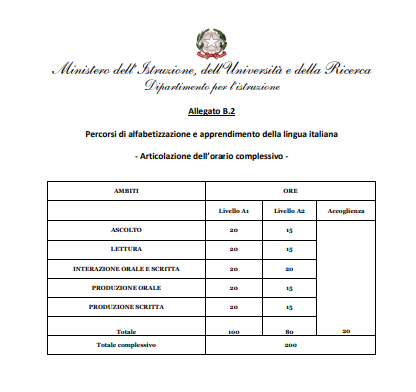 Ministero dell'Istruzione, dell'Università e della Ricerca
Dipartimento per l'istruzione
Allegato B.2
Percorsi di alfabetizzazione e apprendimento della lingua italiana
- Articolazione dell'orario complessivo -
AMBITI ORE
Livello A1 Livello A2 Accoglienza
ASCOLTO 20 15
LETTURA 20 15
INTERAZIONE ORALE E SCRITTA 20 20
PRODUZIONE ORALE 20 15
PRODUZIONE SCRITTA 20 15
Totale 100 80 20
Totale complessivo 200